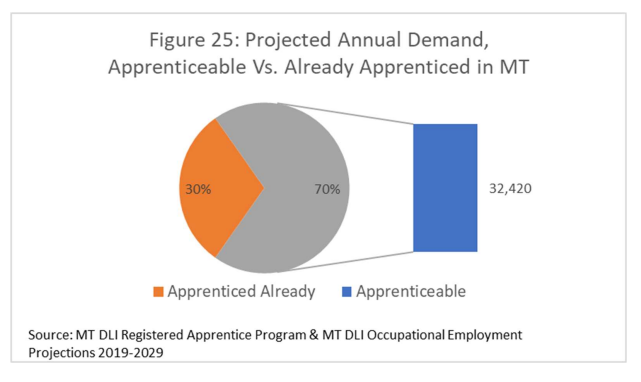 Figure 25: Projected Annual Demand,
Apprenticeable Vs. Already Apprenticed in MT
30%
70%
32,420
Apprenticed Already
Apprenticeable
Source: MT DLI Registered Apprentice Program & MT DLI Occupational Employment
Projections 2019-2029